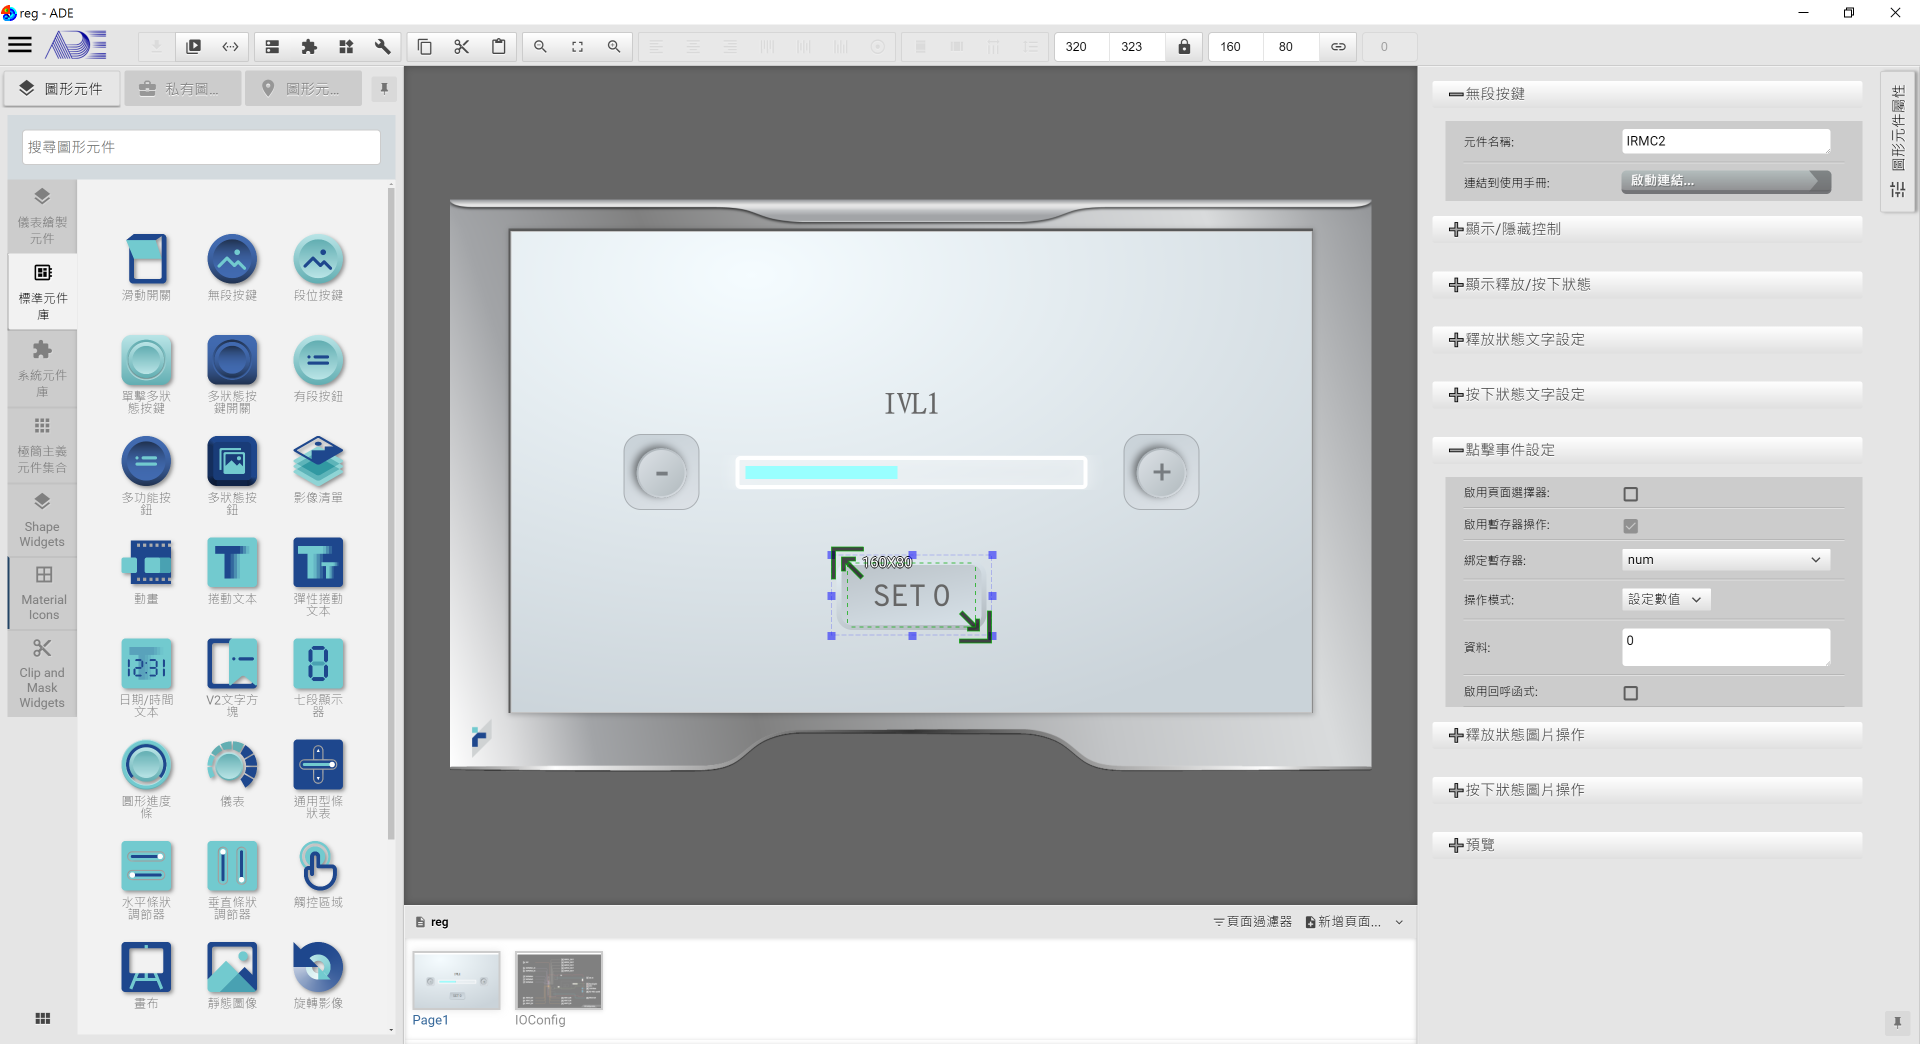 reg - ADE
ADE
320
323
160
80
0
圖形元件
私有圖...
圖形元...
搜尋圖形元件
儀表繪製
元件
標準元件
庫
系統元件
庫
極簡主義
元件集合
Shape
Widgets
Material
Icons
Clip and
Mask
Widgets
滑動開關
無段按鍵
段位按鍵
單擊多狀
態按鍵
多狀態按
鍵開關
有段按鈕
多功能按
鈕
多狀態按
鈕
影像清單
動畫
捲動文本
彈性捲動
文本
12:31
日期/時間
文本
V2文字方
塊
七段顯示
器
圓形進度
條
儀表
通用型條
狀表
水平條狀
調節器
垂直條狀
調節器
觸控區域
畫布
靜態圖像
旋轉影像
IVL1
-
+
160X80
SET 0
reg
頁面過濾器
新增頁面...
Page1
IOConfig
無段按鍵
元件名稱:
IRMC2
連結到使用手冊:
啟動連結...
顯示/隱藏控制
顯示釋放/按下狀態
釋放狀態文字設定
按下狀態文字設定
點擊事件設定
啟用頁面選擇器:
啟用暫存器操作:
綁定暫存器:
num
操作模式:
設定數值
資料:
0
啟用回呼函式:
釋放狀態圖片操作
按下狀態圖片操作
預覽
圖形元件屬性